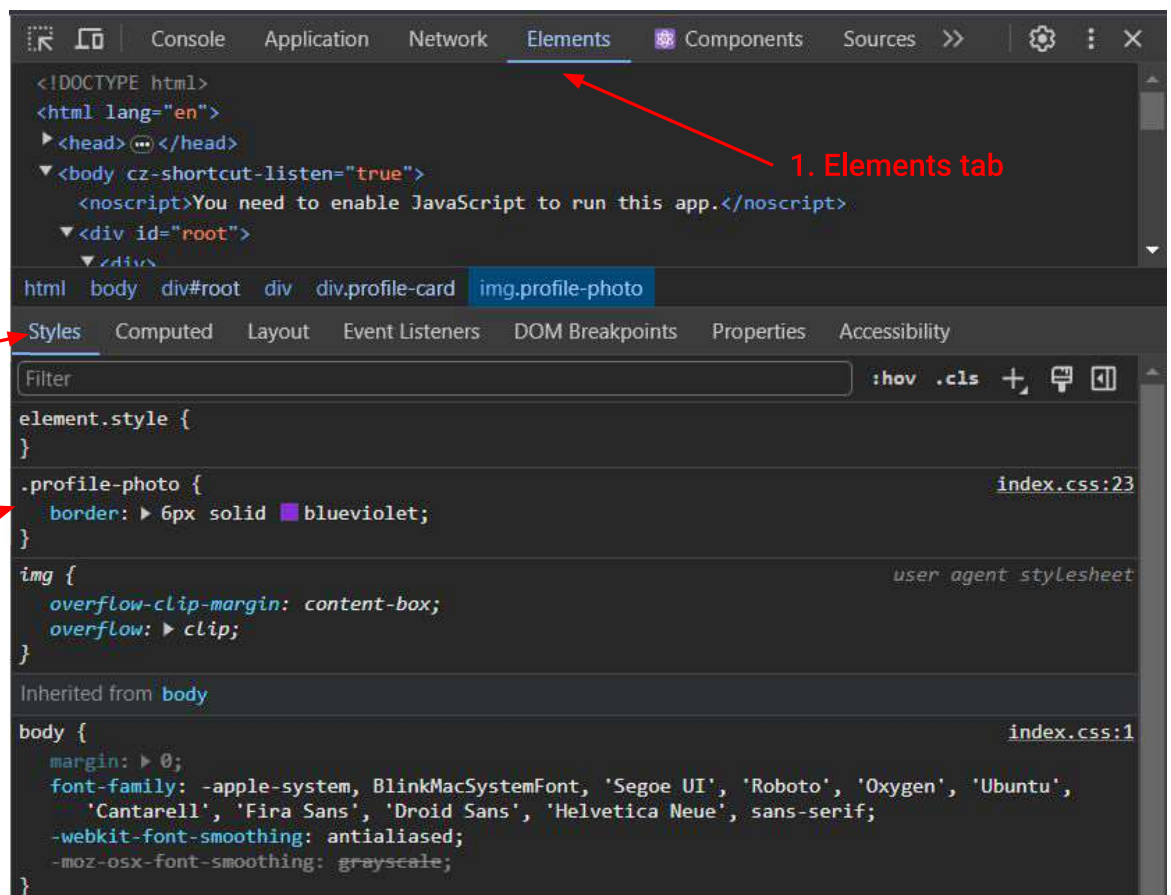 Console Application Network Elements Components Sources >>
<!DOCTYPE html>
<html lang="en">
<head> ••• </head>
<body cz-shortcut-listen="true">
1. Elements tab
<noscript>You need to enable JavaScript to run this app.</noscript>
<div id="root">
<div>
html body div#root div div.profile-card img.profile-photo
Styles Computed Layout Event Listeners DOM Breakpoints Properties Accessibility
Filter :hov .cls
element.style {
}
.profile-photo { index.css:23
border: 6px solid blueviolet;
}
img { user agent stylesheet
overflow-clip-margin: content-box;
overflow: clip;
}
Inherited from body
body { index.css:1
margin: 0;
font-family: -apple-system, BlinkMacSystemFont, 'Segoe UI', 'Roboto', 'Oxygen', 'Ubuntu',
'Cantarell', 'Fira Sans', 'Droid Sans', 'Helvetica Neue', sans-serif;
-webkit-font-smoothing: antialiased;
-moz-osx-font-smoothing: grayscale;
}